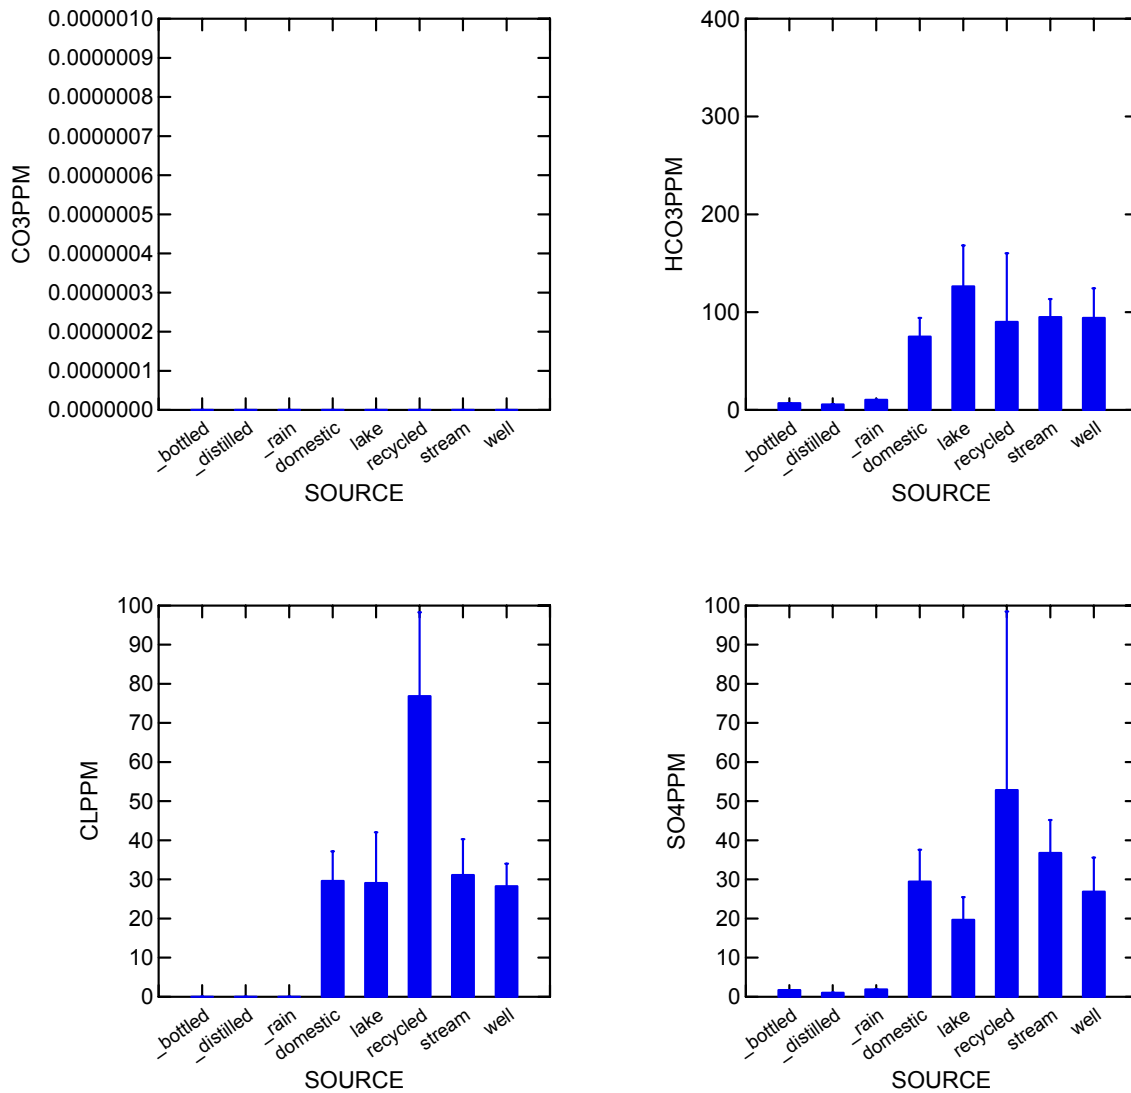 CO3PPM
0.0000010
0.0000009
0.0000008
0.0000007
0.0000006
0.0000005
0.0000004
0.0000003
0.0000002
0.0000001
0.0000000
_bottled
_distilled
_rain
domestic
lake
recycled
stream
well
SOURCE
HCO3PPM
400
300
200
100
0
_bottled
_distilled
_rain
domestic
lake
recycled
stream
well
SOURCE
CLPPM
100
90
80
70
60
50
40
30
20
10
0
_bottled
_distilled
_rain
domestic
lake
recycled
stream
well
SOURCE
SO4PPM
100
90
80
70
60
50
40
30
20
10
0
_bottled
_distilled
_rain
domestic
lake
recycled
stream
well
SOURCE